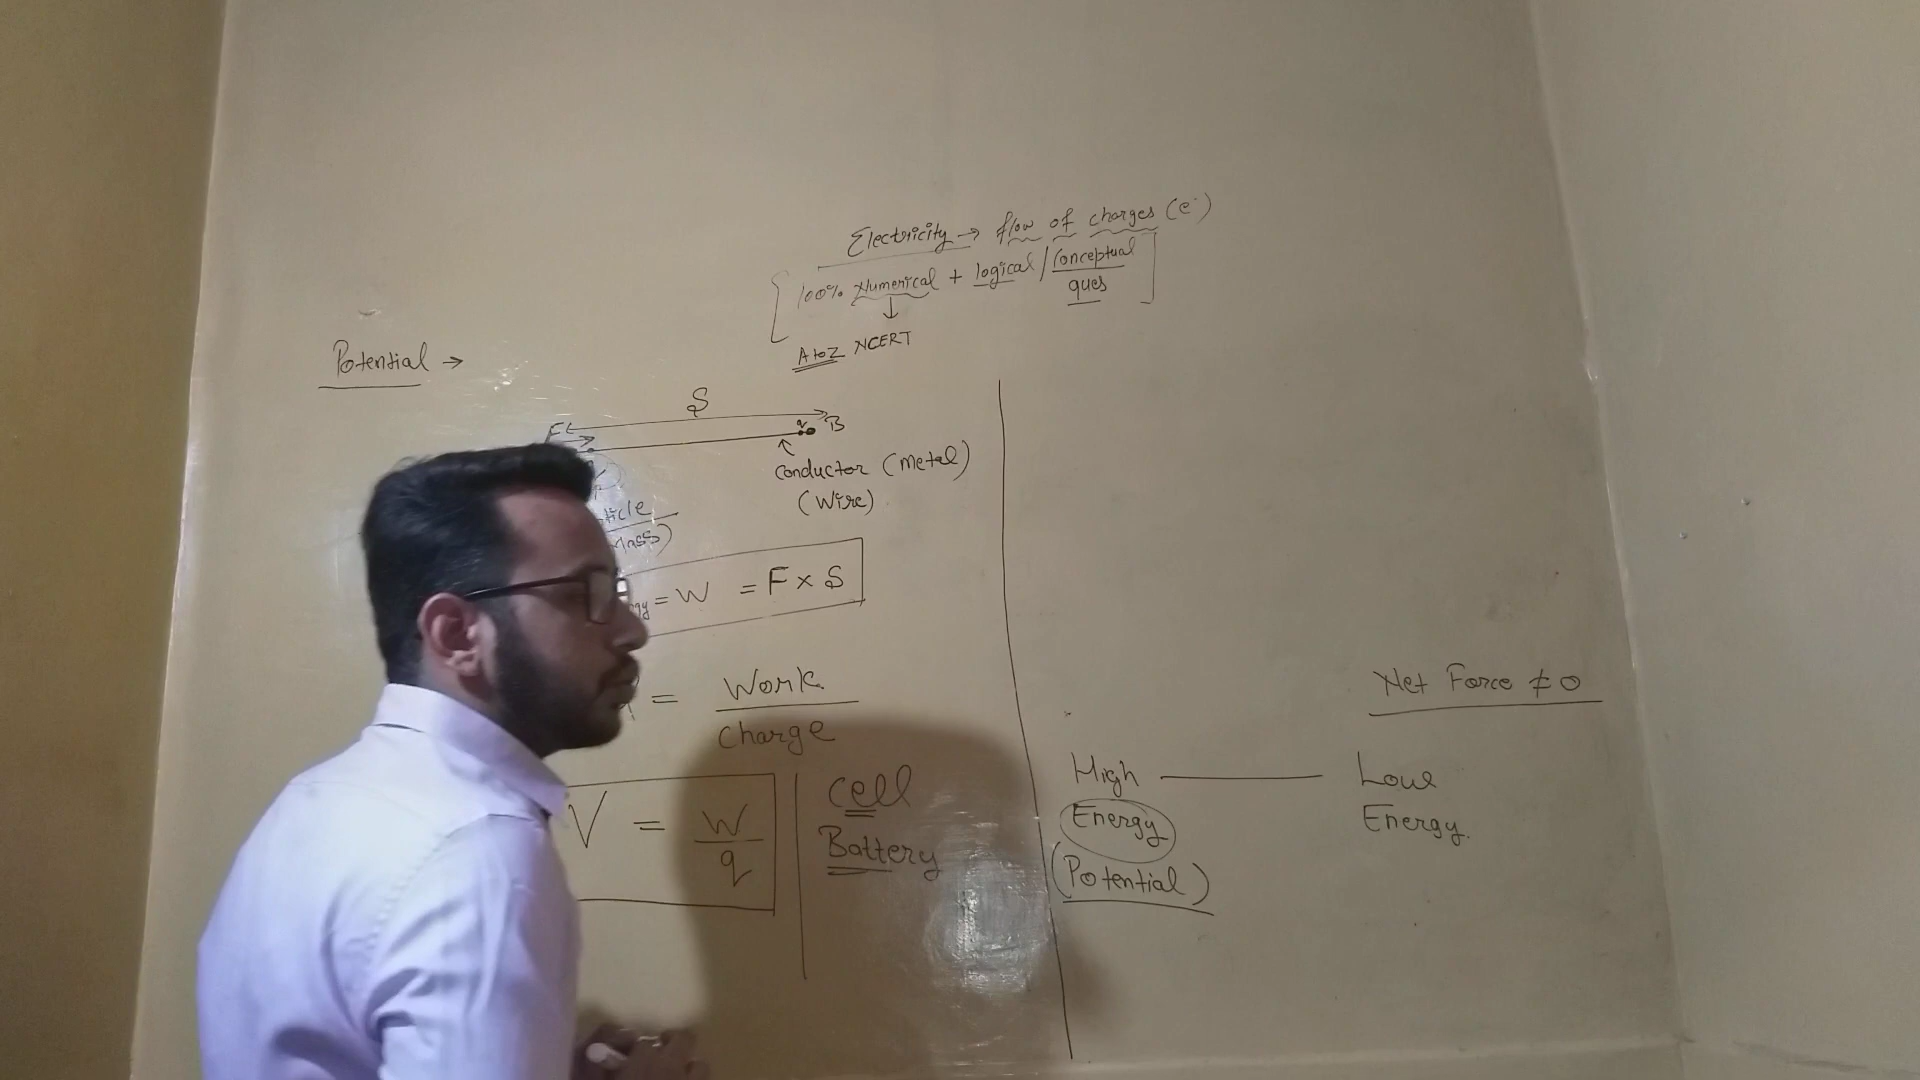 Electricity → flow of charges (e⁻)
[100% Numerical + logical / Conceptual
ques]
↓
A to Z NCERT
Potential →
S
F
q B
Conductor (Metal)
(Wire)
= W = F × S
= Work
Charge
V = W
q
Cell
Battery
Net Force ≠ 0
High — Low
Energy Energy.
(Potential)